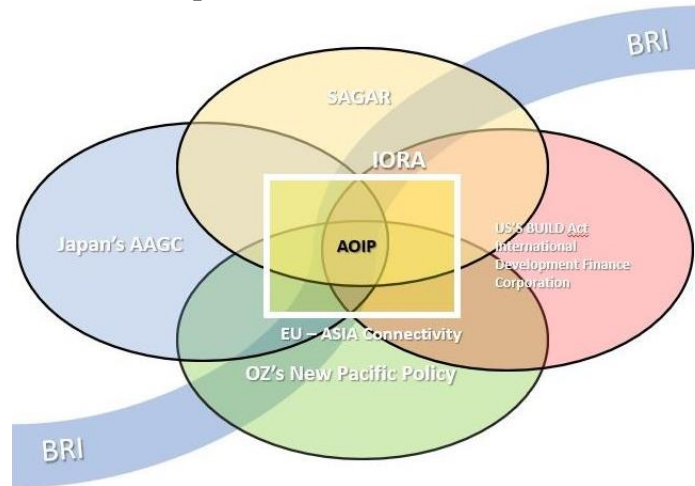 BRI
SAGAR
IORA
Japan's AAGC
AOIP
US'S BUILD Act
International
Development Finance
Corporation
EU – ASIA Connectivity
OZ's New Pacific Policy
BRI